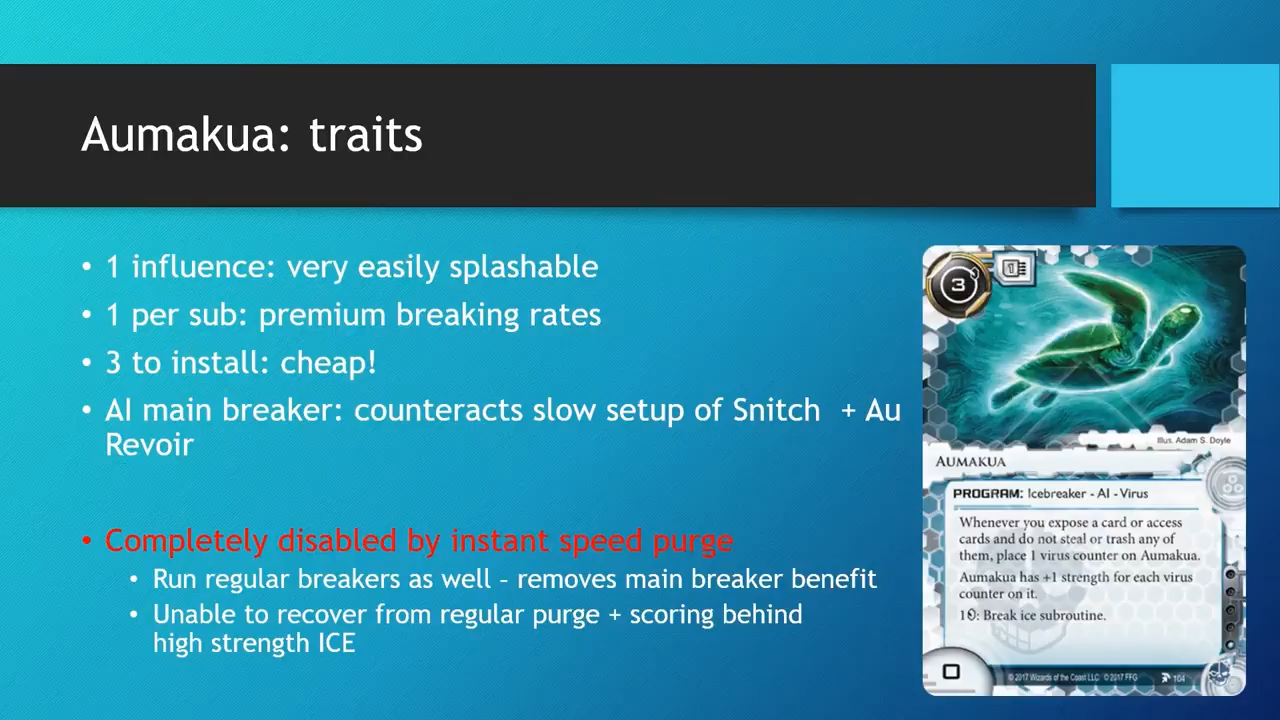 Aumakua: traits
• 1 influence: very easily splashable
• 1 per sub: premium breaking rates
• 3 to install: cheap!
• AI main breaker: counteracts slow setup of Snitch + Au
Revoir
• Completely disabled by instant speed purge
• Run regular breakers as well – removes main breaker benefit
• Unable to recover from regular purge + scoring behind
high strength ICE
3
1
Illus. Adam S. Doyle
AUMAKUA
PROGRAM: Icebreaker - AI - Virus
Whenever you expose a card or access
cards and do not steal or trash any of
them, place 1 virus counter on Aumakua.
Aumakua has +1 strength for each virus
counter on it.
1: Break ice subroutine.
0
© 2017 Wizards of the Coast LLC. © 2017 FFG
104